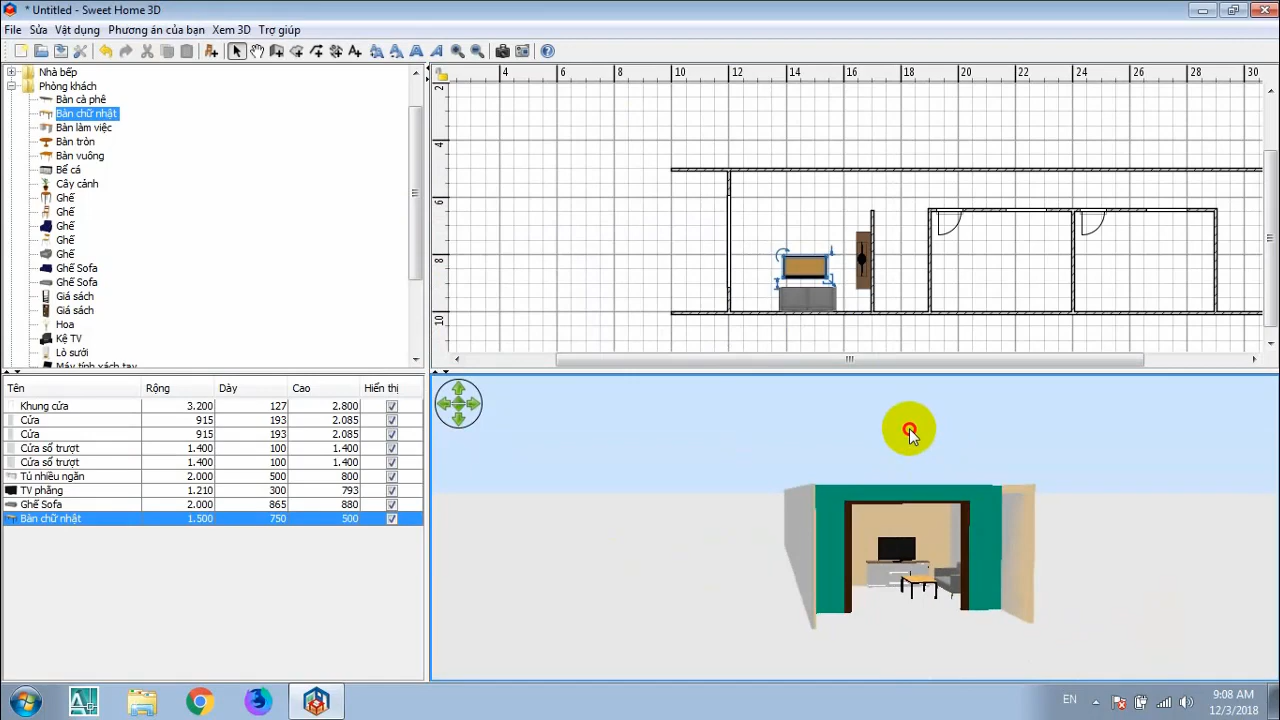 * Untitled - Sweet Home 3D
File Sửa Vật dụng Phương án của bạn Xem 3D Trợ giúp
Nhà bếp
Phòng khách
Bàn cà phê
Bàn chữ nhật
Bàn làm việc
Bàn tròn
Bàn vuông
Bể cá
Cây cảnh
Ghế
Ghế
Ghế
Ghế
Ghế
Ghế Sofa
Ghế Sofa
Giá sách
Giá sách
Hoa
Kệ TV
Lò sưởi
Máy tính xách tay
4 6 8 10 12 14 16 18 20 22 24 26 28 30
2
4
6
8
10
Tên Rộng Dày Cao Hiển thị
Khung cửa 3.200 127 2.800
Cửa 915 193 2.085
Cửa 915 193 2.085
Cửa sổ trượt 1.400 100 1.400
Cửa sổ trượt 1.400 100 1.400
Tủ nhiều ngăn 2.000 500 800
TV phẳng 1.210 300 793
Ghế Sofa 2.000 865 880
Bàn chữ nhật 1.500 750 500
EN
9:08 AM
12/3/2018